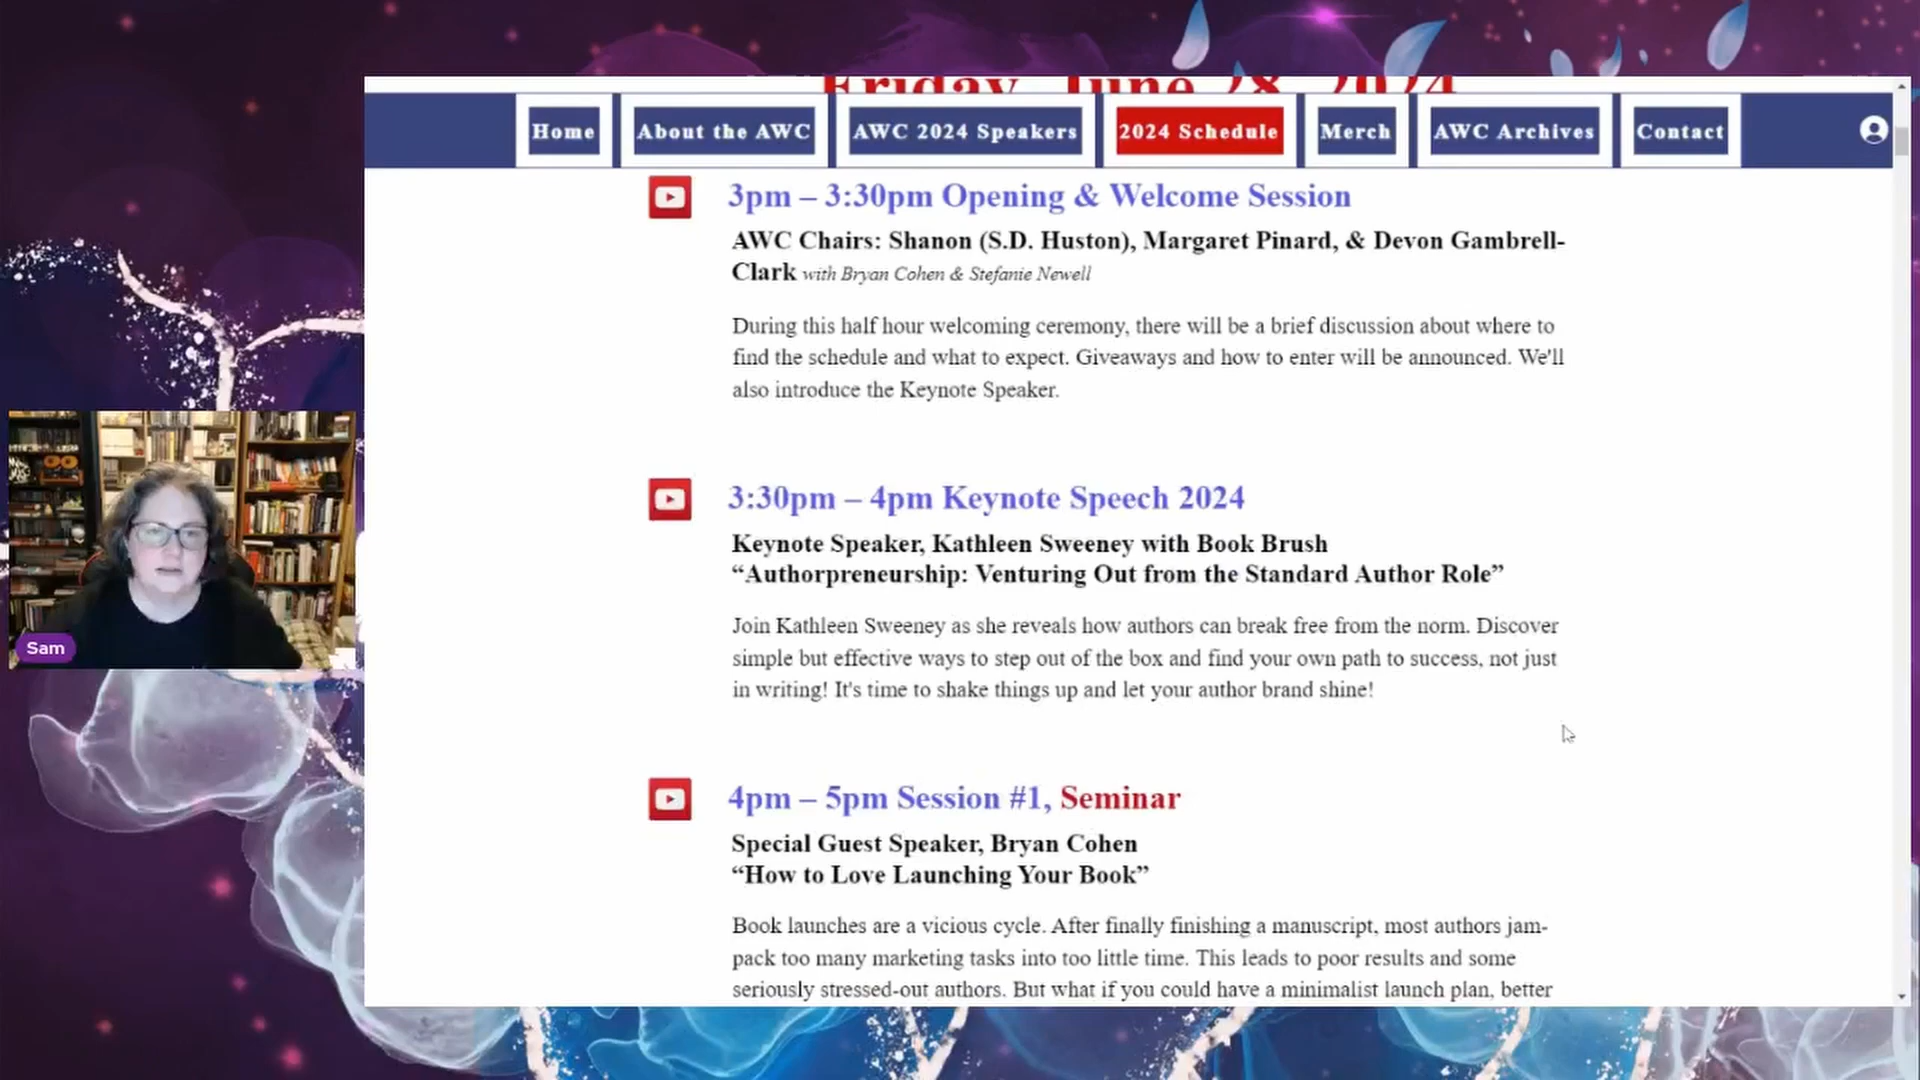 Friday, June 28, 2024
Home
About the AWC
AWC 2024 Speakers
2024 Schedule
Merch
AWC Archives
Contact
3pm – 3:30pm Opening & Welcome Session
AWC Chairs: Shanon (S.D. Huston), Margaret Pinard, & Devon Gambrell-
Clark with Bryan Cohen & Stefanie Newell
During this half hour welcoming ceremony, there will be a brief discussion about where to
find the schedule and what to expect. Giveaways and how to enter will be announced. We'll
also introduce the Keynote Speaker.
3:30pm – 4pm Keynote Speech 2024
Keynote Speaker, Kathleen Sweeney with Book Brush
“Authorpreneurship: Venturing Out from the Standard Author Role”
Join Kathleen Sweeney as she reveals how authors can break free from the norm. Discover
simple but effective ways to step out of the box and find your own path to success, not just
in writing! It's time to shake things up and let your author brand shine!
Sam
4pm – 5pm Session #1, Seminar
Special Guest Speaker, Bryan Cohen
“How to Love Launching Your Book”
Book launches are a vicious cycle. After finally finishing a manuscript, most authors jam-
pack too many marketing tasks into too little time. This leads to poor results and some
seriously stressed-out authors. But what if you could have a minimalist launch plan, better